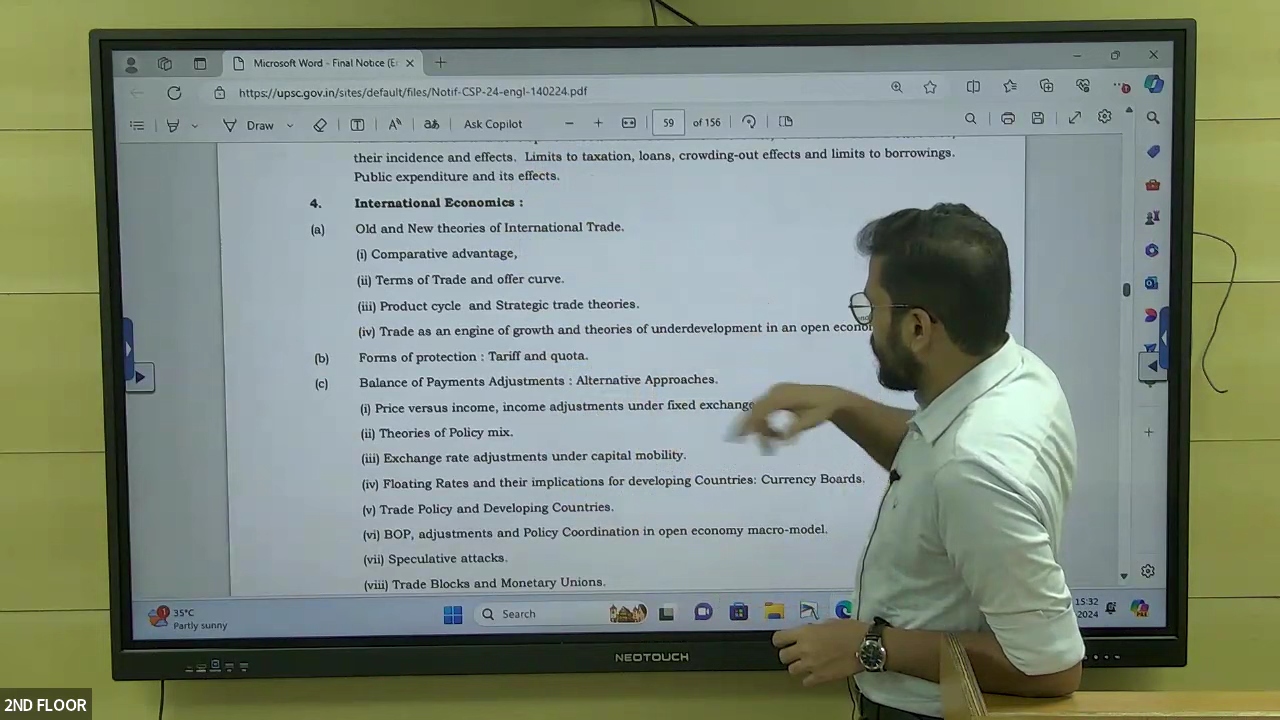 Microsoft Word - Final Notice (E
https://upsc.gov.in/sites/default/files/Notif-CSP-24-engl-140224.pdf
Draw
Ask Copilot
59 of 156
their incidence and effects. Limits to taxation, loans, crowding-out effects and limits to borrowings.
Public expenditure and its effects.
4. International Economics :
(a) Old and New theories of International Trade.
(i) Comparative advantage,
(ii) Terms of Trade and offer curve.
(iii) Product cycle and Strategic trade theories.
(iv) Trade as an engine of growth and theories of underdevelopment in an open econo
(b) Forms of protection : Tariff and quota.
(c) Balance of Payments Adjustments : Alternative Approaches.
(i) Price versus income, income adjustments under fixed exchange
(ii) Theories of Policy mix.
(iii) Exchange rate adjustments under capital mobility.
(iv) Floating Rates and their implications for developing Countries: Currency Boards.
(v) Trade Policy and Developing Countries.
(vi) BOP, adjustments and Policy Coordination in open economy macro-model.
(vii) Speculative attacks.
(viii) Trade Blocks and Monetary Unions.
1
35°C
Partly sunny
Search
15:32
2024
NEOTOUCH
2ND FLOOR